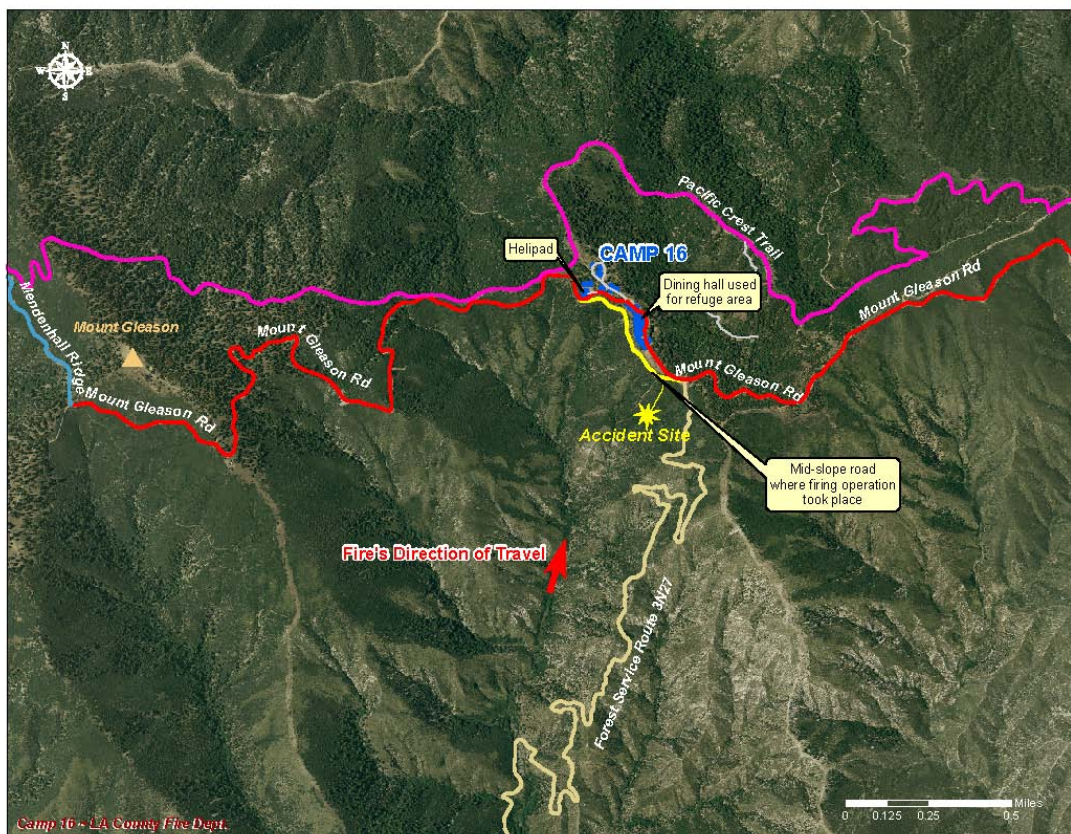 N
W E
S
Pacific Crest Trail
Helipad
CAMP 16
Dining hall used
for refuge area
Mount Gleason Rd
Mendenhall Ridge
Mount Gleason
Mount Gleason Rd
Mount Gleason Rd
Mount Gleason Rd
Accident Site
Mid-slope road
where firing operation
took place
Fire's Direction of Travel
Forest Service Route 3N27
Miles
0 0.125 0.25 0.5
Camp 16 - LA County Fire Dept.